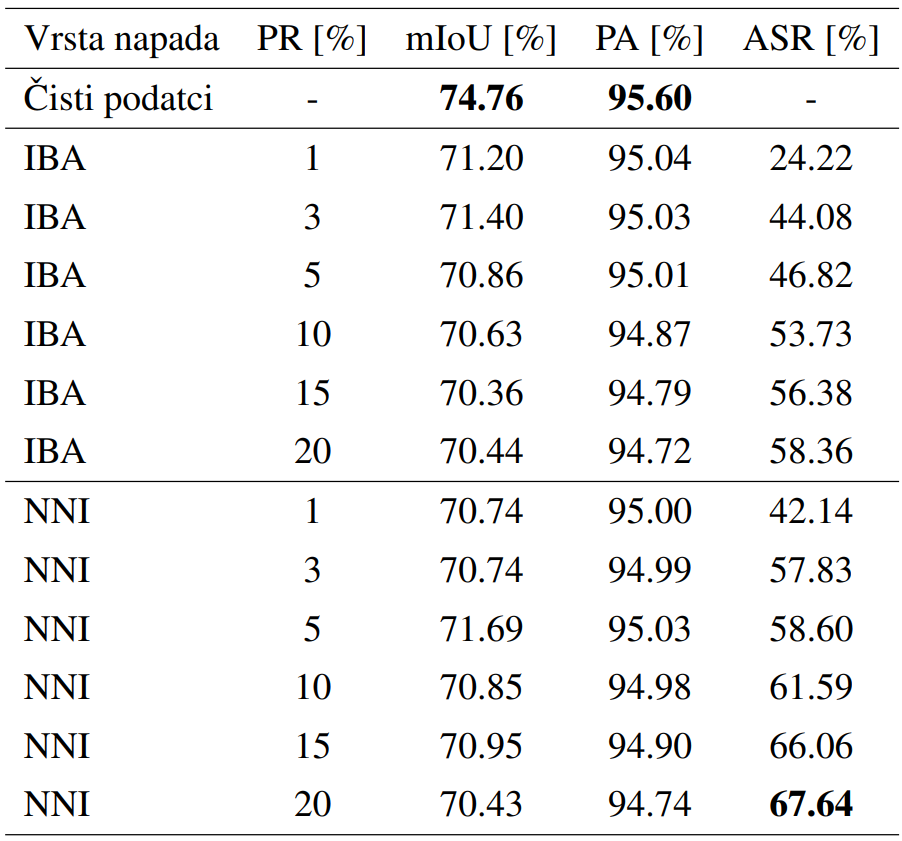 Vrsta napada PR [%] mIoU [%] PA [%] ASR [%]
Čisti podatci - 74.76 95.60 -
IBA 1 71.20 95.04 24.22
IBA 3 71.40 95.03 44.08
IBA 5 70.86 95.01 46.82
IBA 10 70.63 94.87 53.73
IBA 15 70.36 94.79 56.38
IBA 20 70.44 94.72 58.36
NNI 1 70.74 95.00 42.14
NNI 3 70.74 94.99 57.83
NNI 5 71.69 95.03 58.60
NNI 10 70.85 94.98 61.59
NNI 15 70.95 94.90 66.06
NNI 20 70.43 94.74 67.64